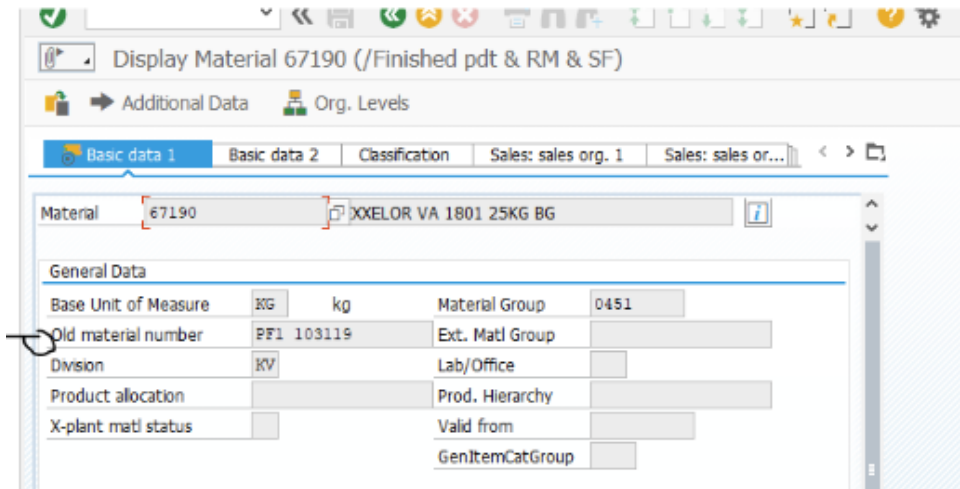 Display Material 67190 (/Finished pdt & RM & SF)
Additional Data Org. Levels
Basic data 1 Basic data 2 Classification Sales: sales org. 1 Sales: sales or...
Material 67190 XXELOR VA 1801 25KG BG
General Data
Base Unit of Measure KG kg Material Group 0451
Old material number PF1 103119 Ext. Matl Group
Division KV Lab/Office
Product allocation Prod. Hierarchy
X-plant matl status Valid from
GenItemCatGroup